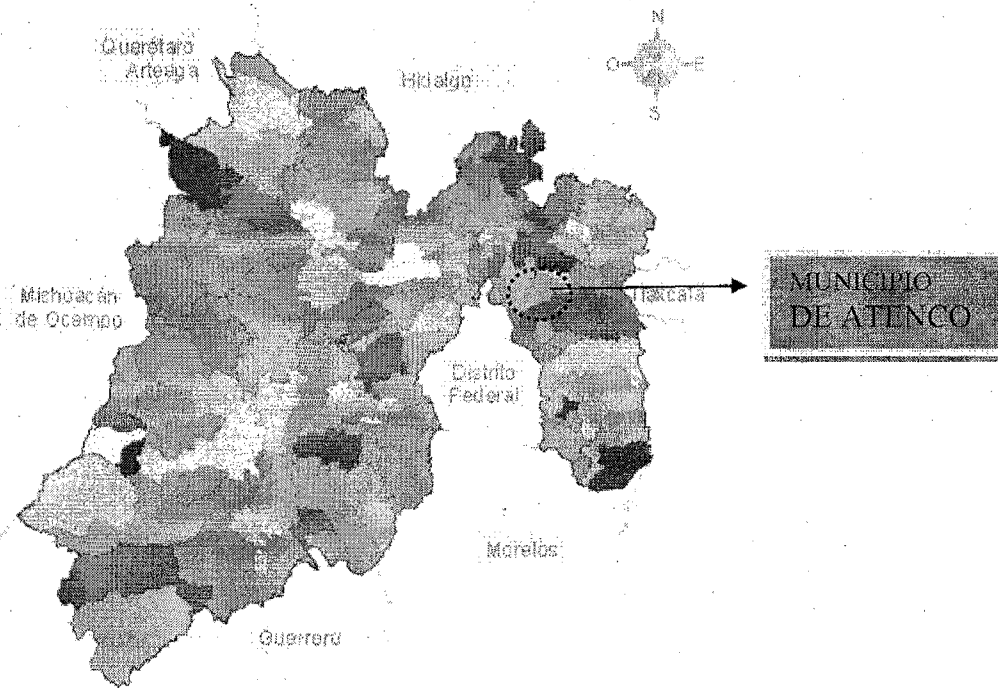 N
Querétaro
Arteaga
Hidalgo
O
E
S
Michoacán
de Ocampo
Tlaxcala
MUNICIPIO
DE ATENCO
Distrito
Federal
Morelos
Guerrero